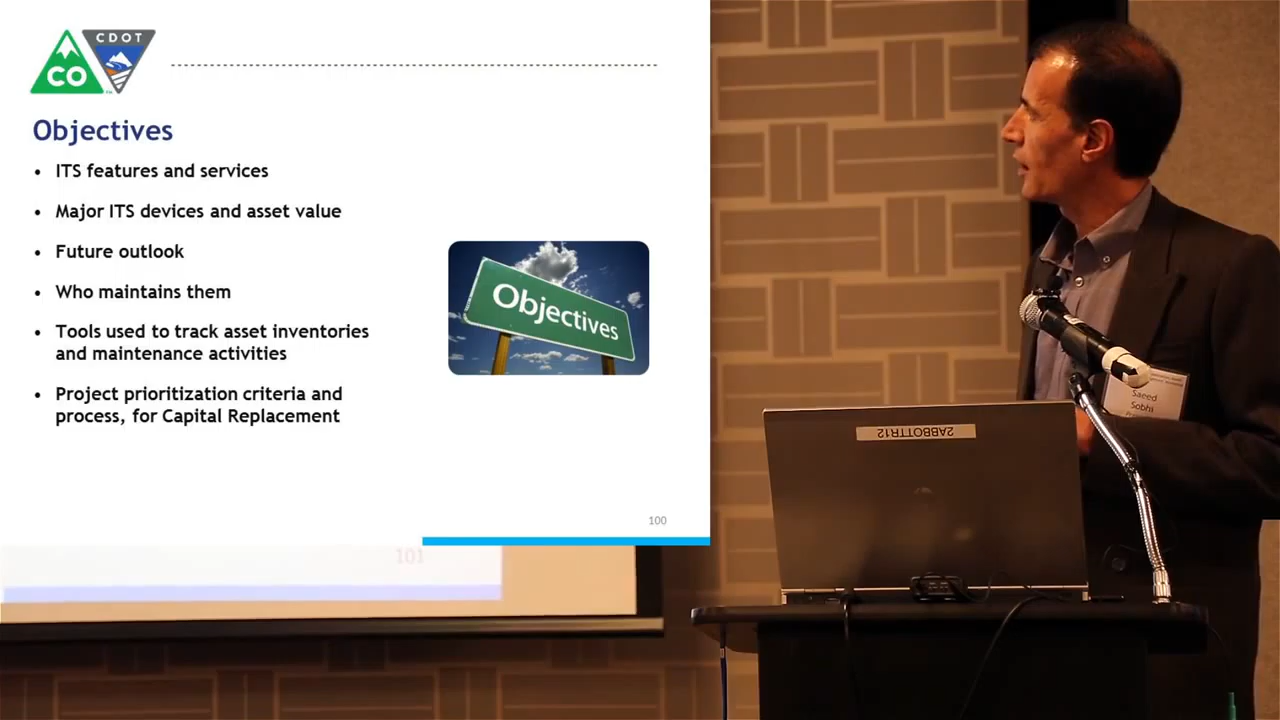 CDOT
CO
Objectives
• ITS features and services
• Major ITS devices and asset value
• Future outlook
• Who maintains them
• Tools used to track asset inventories
and maintenance activities
• Project prioritization criteria and
process, for Capital Replacement
Objectives
100
101
2ABBOTTR12
Saeed
Sobhi